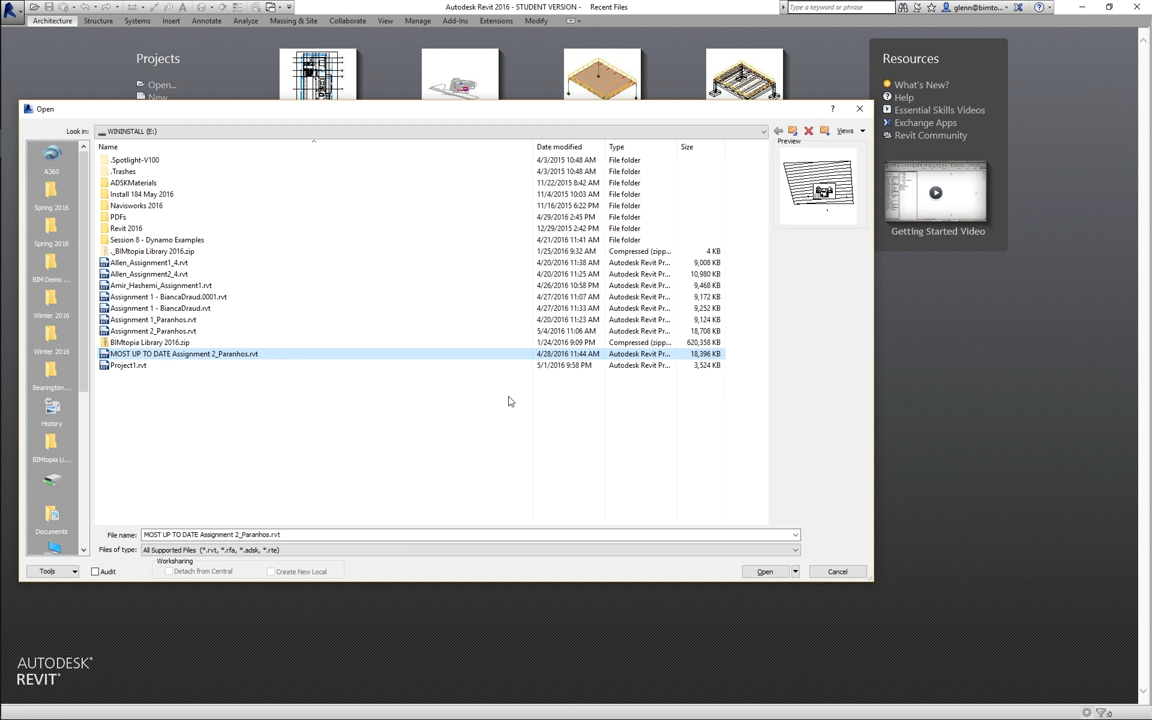 Autodesk Revit 2016 - STUDENT VERSION - Recent Files
Type a keyword or phrase
glenn@bimto...
Architecture Structure Systems Insert Annotate Analyze Massing & Site Collaborate View Manage Add-Ins Extensions Modify
Projects
Open...
New...
Resources
What's New?
Help
Essential Skills Videos
Exchange Apps
Revit Community
Getting Started Video
Open
Look in: WININSTALL (E:)
Views
Preview
Name Date modified Type Size
.Spotlight-V100 4/3/2015 10:48 AM File folder
.Trashes 4/3/2015 10:48 AM File folder
ADSKMaterials 11/22/2015 8:42 AM File folder
Install 184 May 2016 11/4/2015 10:03 AM File folder
Navisworks 2016 11/16/2015 6:22 PM File folder
PDFs 4/29/2016 2:45 PM File folder
Revit 2016 12/29/2015 2:42 PM File folder
Session 8 - Dynamo Examples 4/21/2016 11:41 AM File folder
._BIMtopia Library 2016.zip 1/25/2016 9:32 AM Compressed (zipp... 4 KB
Allen_Assignment1_4.rvt 4/20/2016 11:38 AM Autodesk Revit Pr... 9,008 KB
Allen_Assignment2_4.rvt 4/20/2016 11:25 AM Autodesk Revit Pr... 10,980 KB
Amir_Hashemi_Assignment1.rvt 4/26/2016 10:58 PM Autodesk Revit Pr... 9,468 KB
Assignment 1 - BiancaDraud.0001.rvt 4/27/2016 11:07 AM Autodesk Revit Pr... 9,172 KB
Assignment 1 - BiancaDraud.rvt 4/27/2016 11:33 AM Autodesk Revit Pr... 9,252 KB
Assignment 1_Paranhos.rvt 4/20/2016 11:23 AM Autodesk Revit Pr... 9,124 KB
Assignment 2_Paranhos.rvt 5/4/2016 11:06 AM Autodesk Revit Pr... 18,708 KB
BIMtopia Library 2016.zip 1/24/2016 9:09 PM Compressed (zipp... 620,358 KB
MOST UP TO DATE Assignment 2_Paranhos.rvt 4/28/2016 11:44 AM Autodesk Revit Pr... 18,396 KB
Project1.rvt 5/1/2016 9:58 PM Autodesk Revit Pr... 3,524 KB
A360
Spring 2016
Spring 2016
BIM Demo ...
Winter 2016
Winter 2016
Bearington...
History
BIMtopia Li...
Documents
File name: MOST UP TO DATE Assignment 2_Paranhos.rvt
Files of type: All Supported Files (*.rvt, *.rfa, *.adsk, *.rte)
Worksharing
Tools Audit Detach from Central Create New Local Open Cancel
AUTODESK®
REVIT®
:0